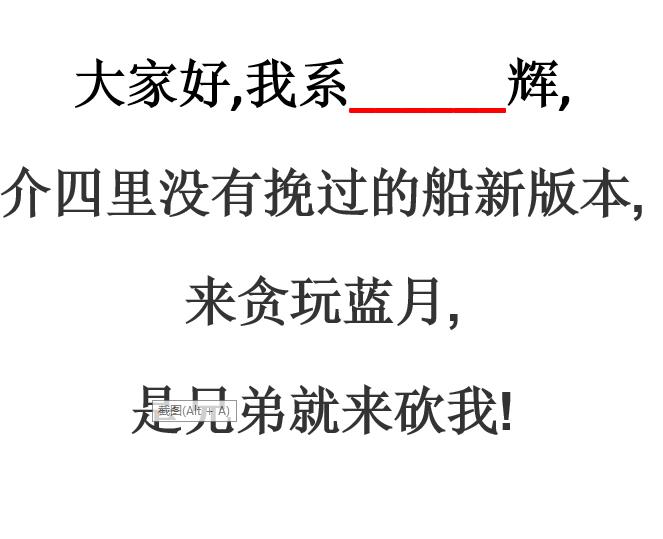 大家好,我系______辉,
介四里没有挽过的船新版本,
来贪玩蓝月,
是兄弟就来砍我!
截图(Alt + A)